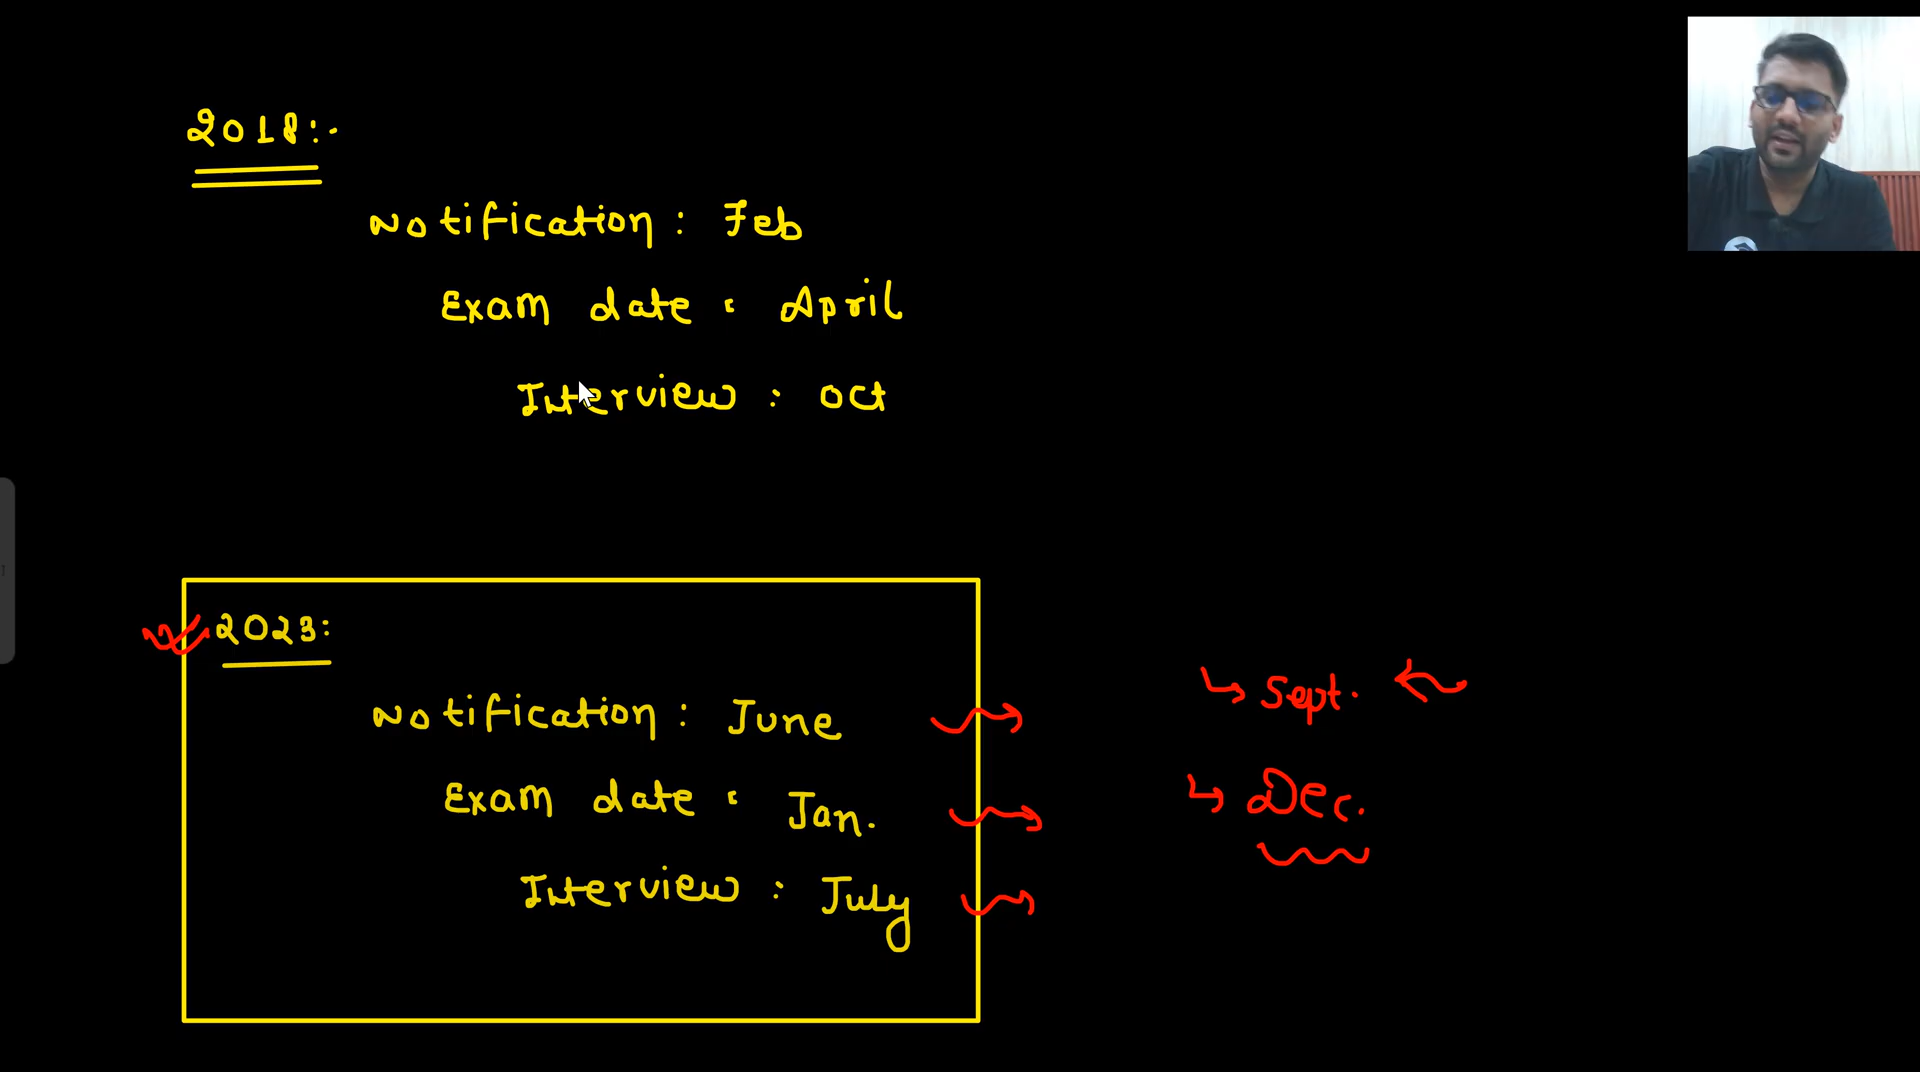 2018:-
Notification: Feb
Exam date: April
Interview: Oct
2023:
Notification: June
Sept.
Exam date: Jan.
Dec.
Interview: July